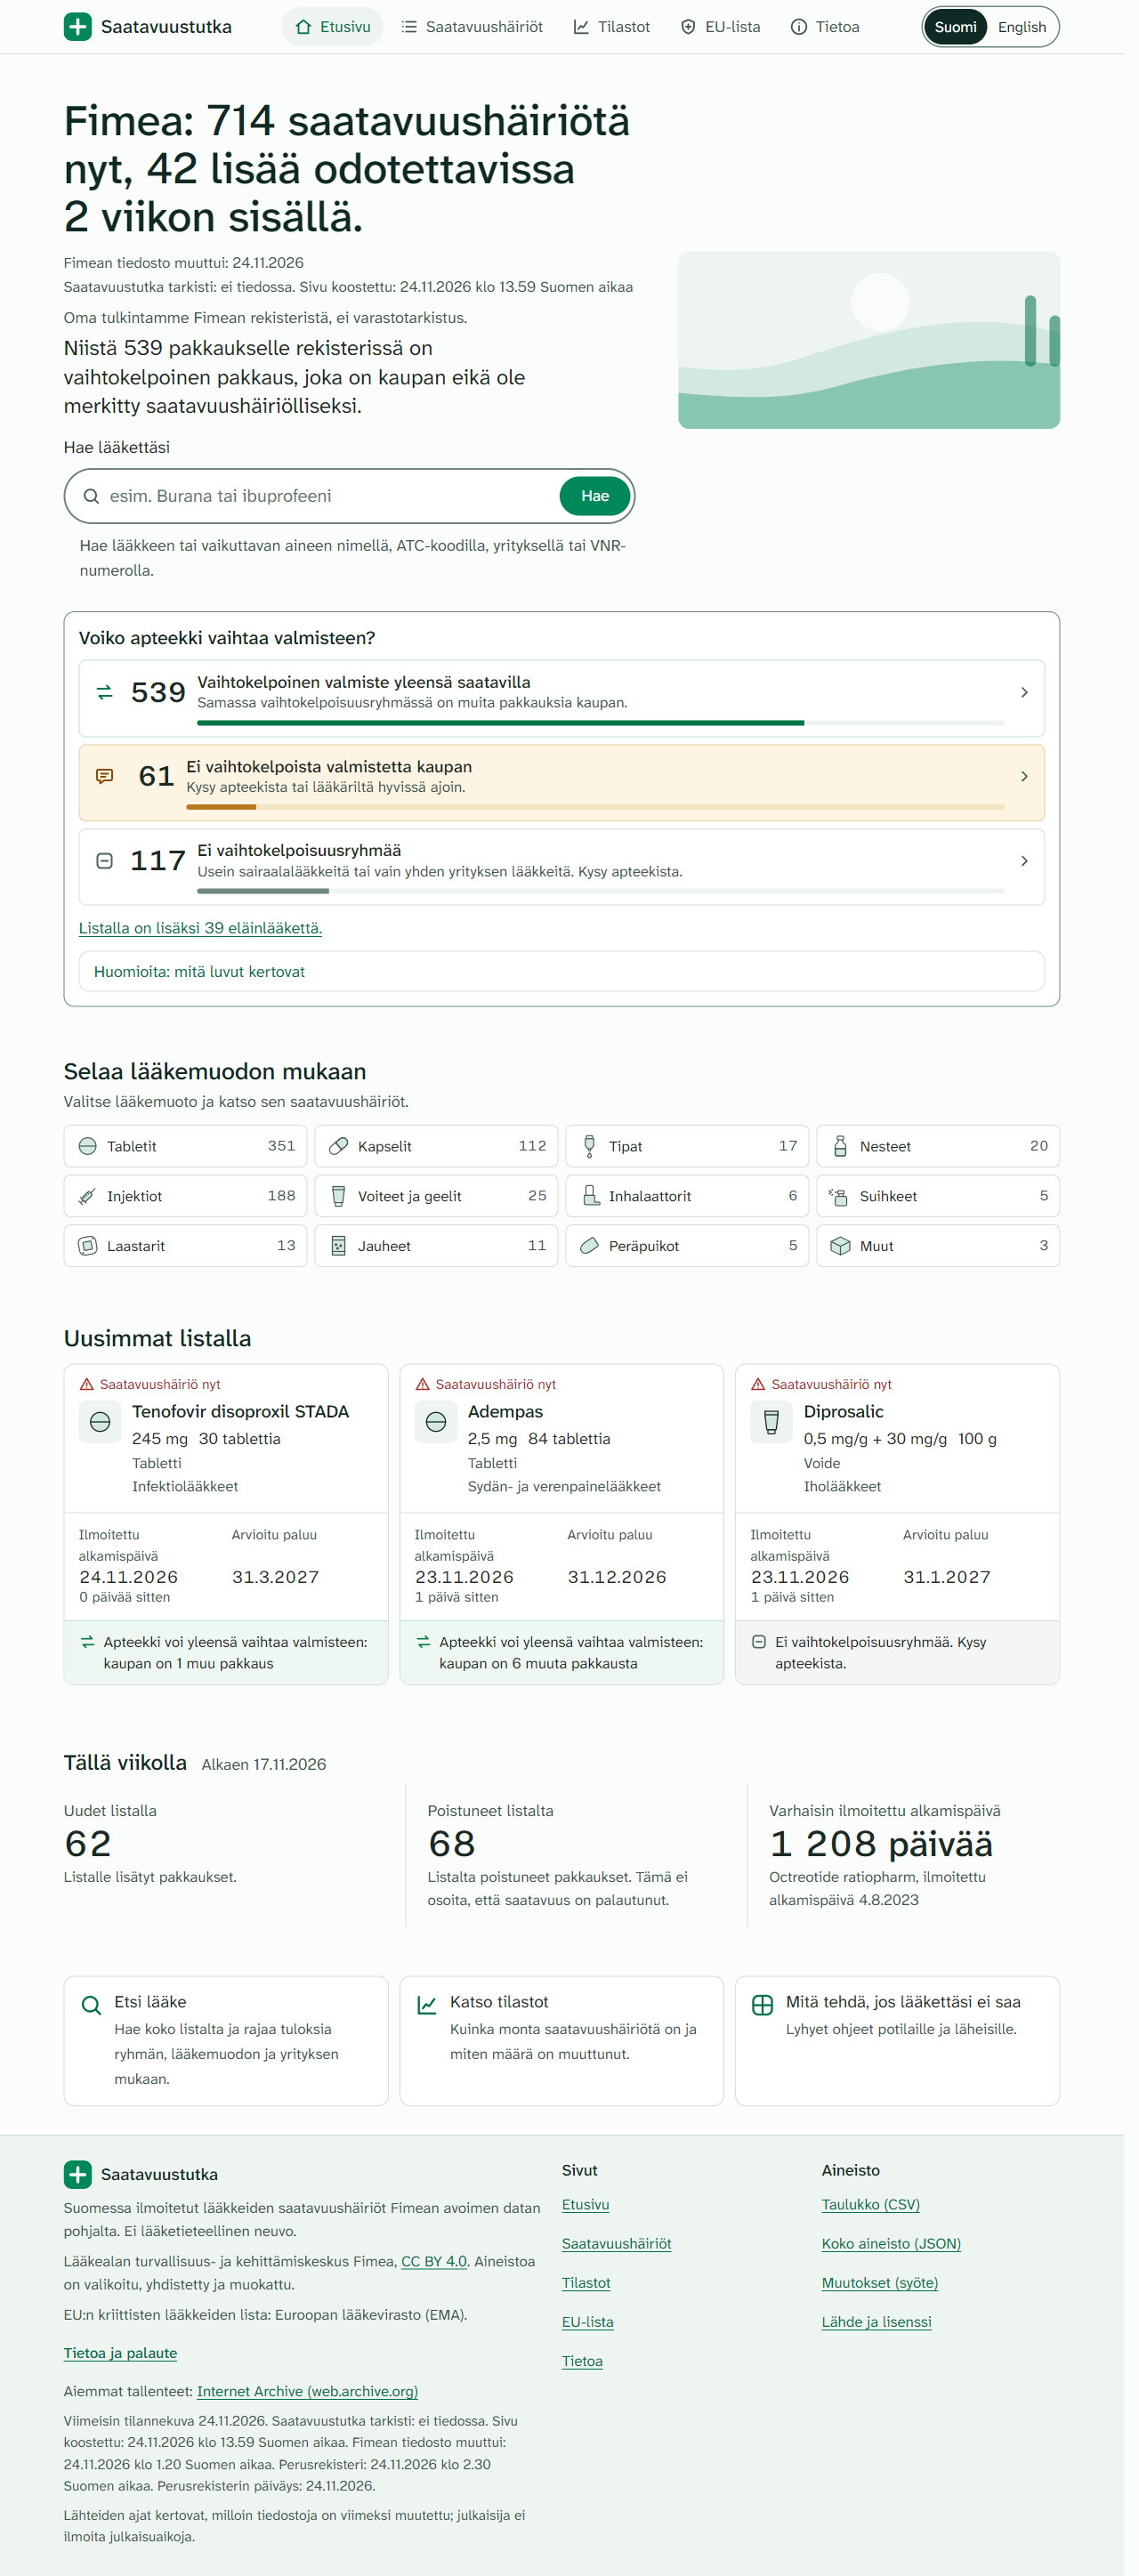 Saatavuustutka
Etusivu
Saatavuushäiriöt
Tilastot
EU-lista
Tietoa
Suomi
English
Fimea: 714 saatavuushäiriötä
nyt, 42 lisää odotettavissa
2 viikon sisällä.
Fimean tiedosto muuttui: 24.11.2026
Saatavuustutka tarkisti: ei tiedossa. Sivu koostettu: 24.11.2026 klo 13.59 Suomen aikaa
Oma tulkintamme Fimean rekisteristä, ei varastotarkistus.
Niistä 539 pakkaukselle rekisterissä on
vaihtokelpoinen pakkaus, joka on kaupan eikä ole
merkitty saatavuushäiriölliseksi.
Hae lääkettäsi
esim. Burana tai ibuprofeeni
Hae
Hae lääkkeen tai vaikuttavan aineen nimellä, ATC-koodilla, yrityksellä tai VNR-
numerolla.
Voiko apteekki vaihtaa valmisteen?
539
Vaihtokelpoinen valmiste yleensä saatavilla
Samassa vaihtokelpoisuusryhmässä on muita pakkauksia kaupan.
61
Ei vaihtokelpoista valmistetta kaupan
Kysy apteekista tai lääkäriltä hyvissä ajoin.
117
Ei vaihtokelpoisuusryhmää
Usein sairaalalääkkeitä tai vain yhden yrityksen lääkkeitä. Kysy apteekista.
Listalla on lisäksi 39 eläinlääkettä.
Huomioita: mitä luvut kertovat
Selaa lääkemuodon mukaan
Valitse lääkemuoto ja katso sen saatavuushäiriöt.
Tabletit 351
Kapselit 112
Tipat 17
Nesteet 20
Injektiot 188
Voiteet ja geelit 25
Inhalaattorit 6
Suihkeet 5
Laastarit 13
Jauheet 11
Peräpuikot 5
Muut 3
Uusimmat listalla
Saatavuushäiriö nyt
Tenofovir disoproxil STADA
245 mg 30 tablettia
Tabletti
Infektiolääkkeet
Ilmoitettu
alkamispäivä
24.11.2026
0 päivää sitten
Arvioitu paluu
31.3.2027
Apteekki voi yleensä vaihtaa valmisteen:
kaupan on 1 muu pakkaus
Saatavuushäiriö nyt
Adempas
2,5 mg 84 tablettia
Tabletti
Sydän- ja verenpainelääkkeet
Ilmoitettu
alkamispäivä
23.11.2026
1 päivä sitten
Arvioitu paluu
31.12.2026
Apteekki voi yleensä vaihtaa valmisteen:
kaupan on 6 muuta pakkausta
Saatavuushäiriö nyt
Diprosalic
0,5 mg/g + 30 mg/g 100 g
Voide
Iholääkkeet
Ilmoitettu
alkamispäivä
23.11.2026
1 päivä sitten
Arvioitu paluu
31.1.2027
Ei vaihtokelpoisuusryhmää. Kysy
apteekista.
Tällä viikolla Alkaen 17.11.2026
Uudet listalla
62
Listalle lisätyt pakkaukset.
Poistuneet listalta
68
Listalta poistuneet pakkaukset. Tämä ei
osoita, että saatavuus on palautunut.
Varhaisin ilmoitettu alkamispäivä
1 208 päivää
Octreotide ratiopharm, ilmoitettu
alkamispäivä 4.8.2023
Etsi lääke
Hae koko listalta ja rajaa tuloksia
ryhmän, lääkemuodon ja yrityksen
mukaan.
Katso tilastot
Kuinka monta saatavuushäiriötä on ja
miten määrä on muuttunut.
Mitä tehdä, jos lääkettäsi ei saa
Lyhyet ohjeet potilaille ja läheisille.
Saatavuustutka
Suomessa ilmoitetut lääkkeiden saatavuushäiriöt Fimean avoimen datan
pohjalta. Ei lääketieteellinen neuvo.
Lääkealan turvallisuus- ja kehittämiskeskus Fimea, CC BY 4.0. Aineistoa
on valikoitu, yhdistetty ja muokattu.
EU:n kriittisten lääkkeiden lista: Euroopan lääkevirasto (EMA).
Tietoa ja palaute
Aiemmat tallenteet: Internet Archive (web.archive.org)
Viimeisin tilannekuva 24.11.2026. Saatavuustutka tarkisti: ei tiedossa. Sivu
koostettu: 24.11.2026 klo 13.59 Suomen aikaa. Fimean tiedosto muuttui:
24.11.2026 klo 1.20 Suomen aikaa. Perusrekisteri: 24.11.2026 klo 2.30
Suomen aikaa. Perusrekisterin päiväys: 24.11.2026.
Lähteiden ajat kertovat, milloin tiedostoja on viimeksi muutettu; julkaisija ei
ilmoita julkaisuaikoja.
Sivut
Etusivu
Saatavuushäiriöt
Tilastot
EU-lista
Tietoa
Aineisto
Taulukko (CSV)
Koko aineisto (JSON)
Muutokset (syöte)
Lähde ja lisenssi